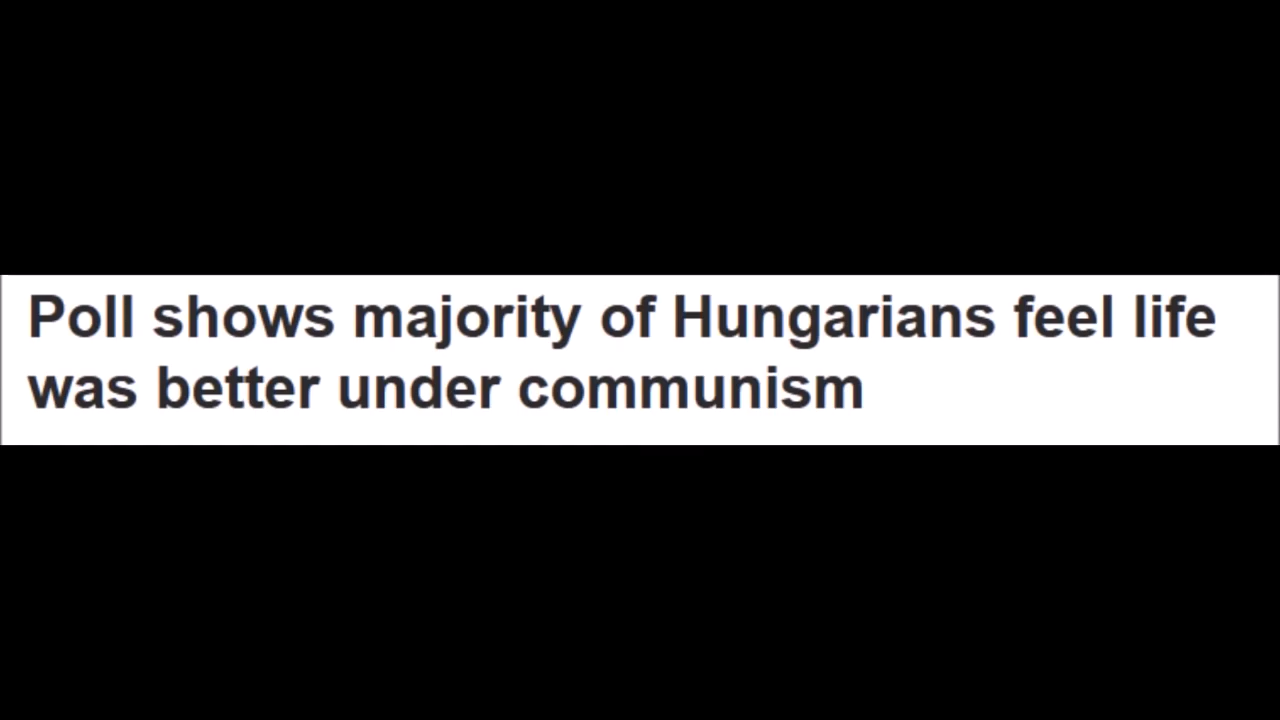 Poll shows majority of Hungarians feel life
was better under communism